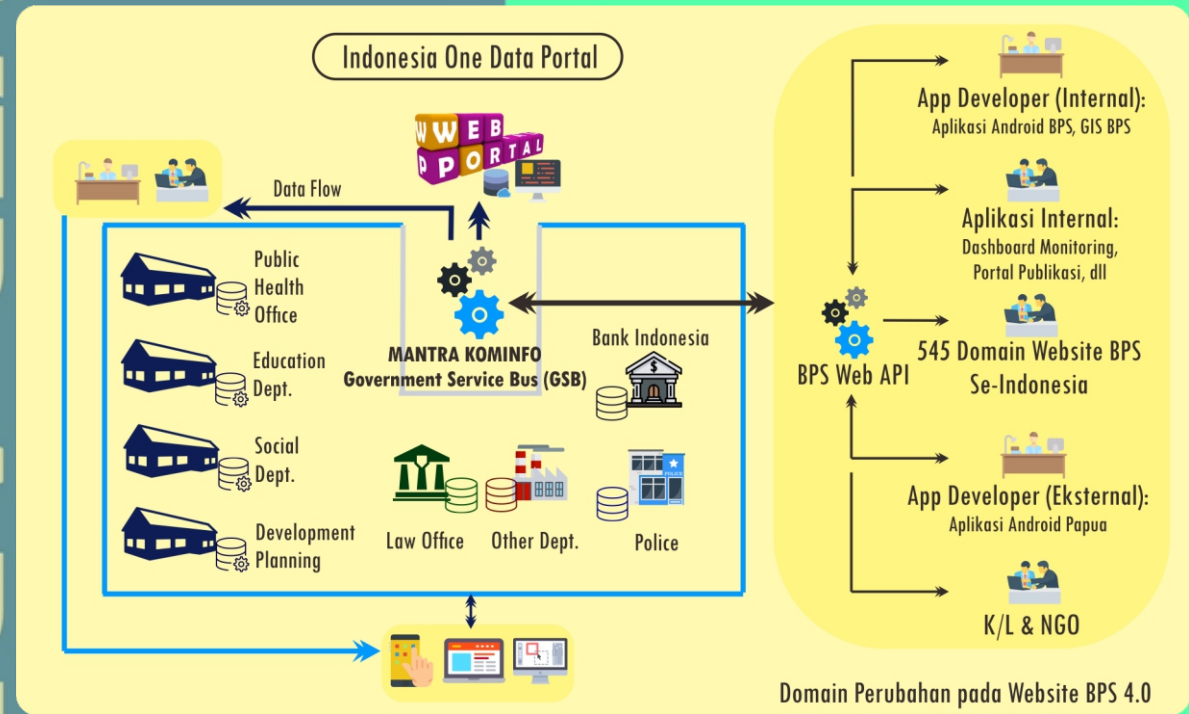 Indonesia One Data Portal
W WEB
P PORTAL
Data Flow
Public
Health
Office
Education
Dept.
Social
Dept.
Development
Planning
MANTRA KOMINFO
Government Service Bus (GSB)
Bank Indonesia
$
Law Office
Other Dept.
POLICE
Police
BPS Web API
App Developer (Internal):
Aplikasi Android BPS, GIS BPS
Aplikasi Internal:
Dashboard Monitoring,
Portal Publikasi, dll
545 Domain Website BPS
Se-Indonesia
App Developer (Eksternal):
Aplikasi Android Papua
K/L & NGO
Domain Perubahan pada Website BPS 4.0